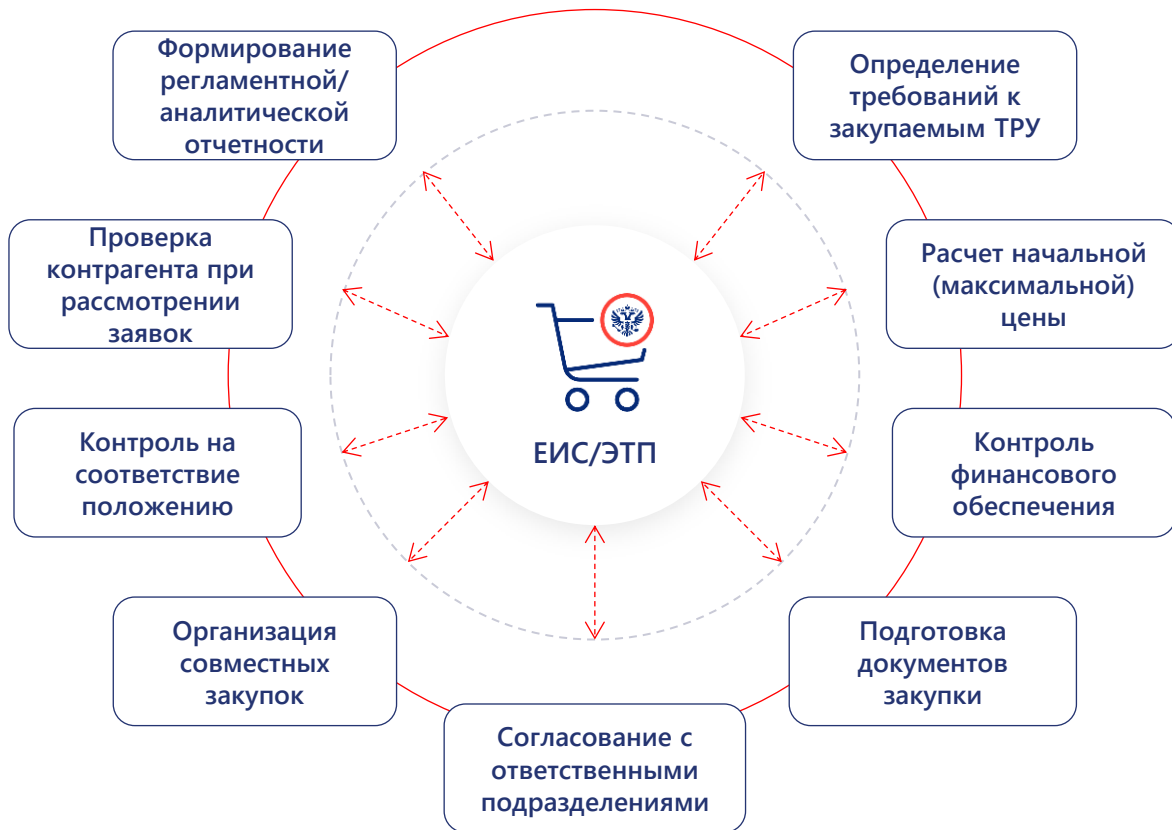 Формирование
регламентной/
аналитической
отчетности
Определение
требований к
закупаемым ТРУ
Проверка
контрагента при
рассмотрении
заявок
Расчет начальной
(максимальной)
цены
ЕИС/ЭТП
Контроль на
соответствие
положению
Контроль
финансового
обеспечения
Организация
совместных
закупок
Подготовка
документов
закупки
Согласование с
ответственными
подразделениями